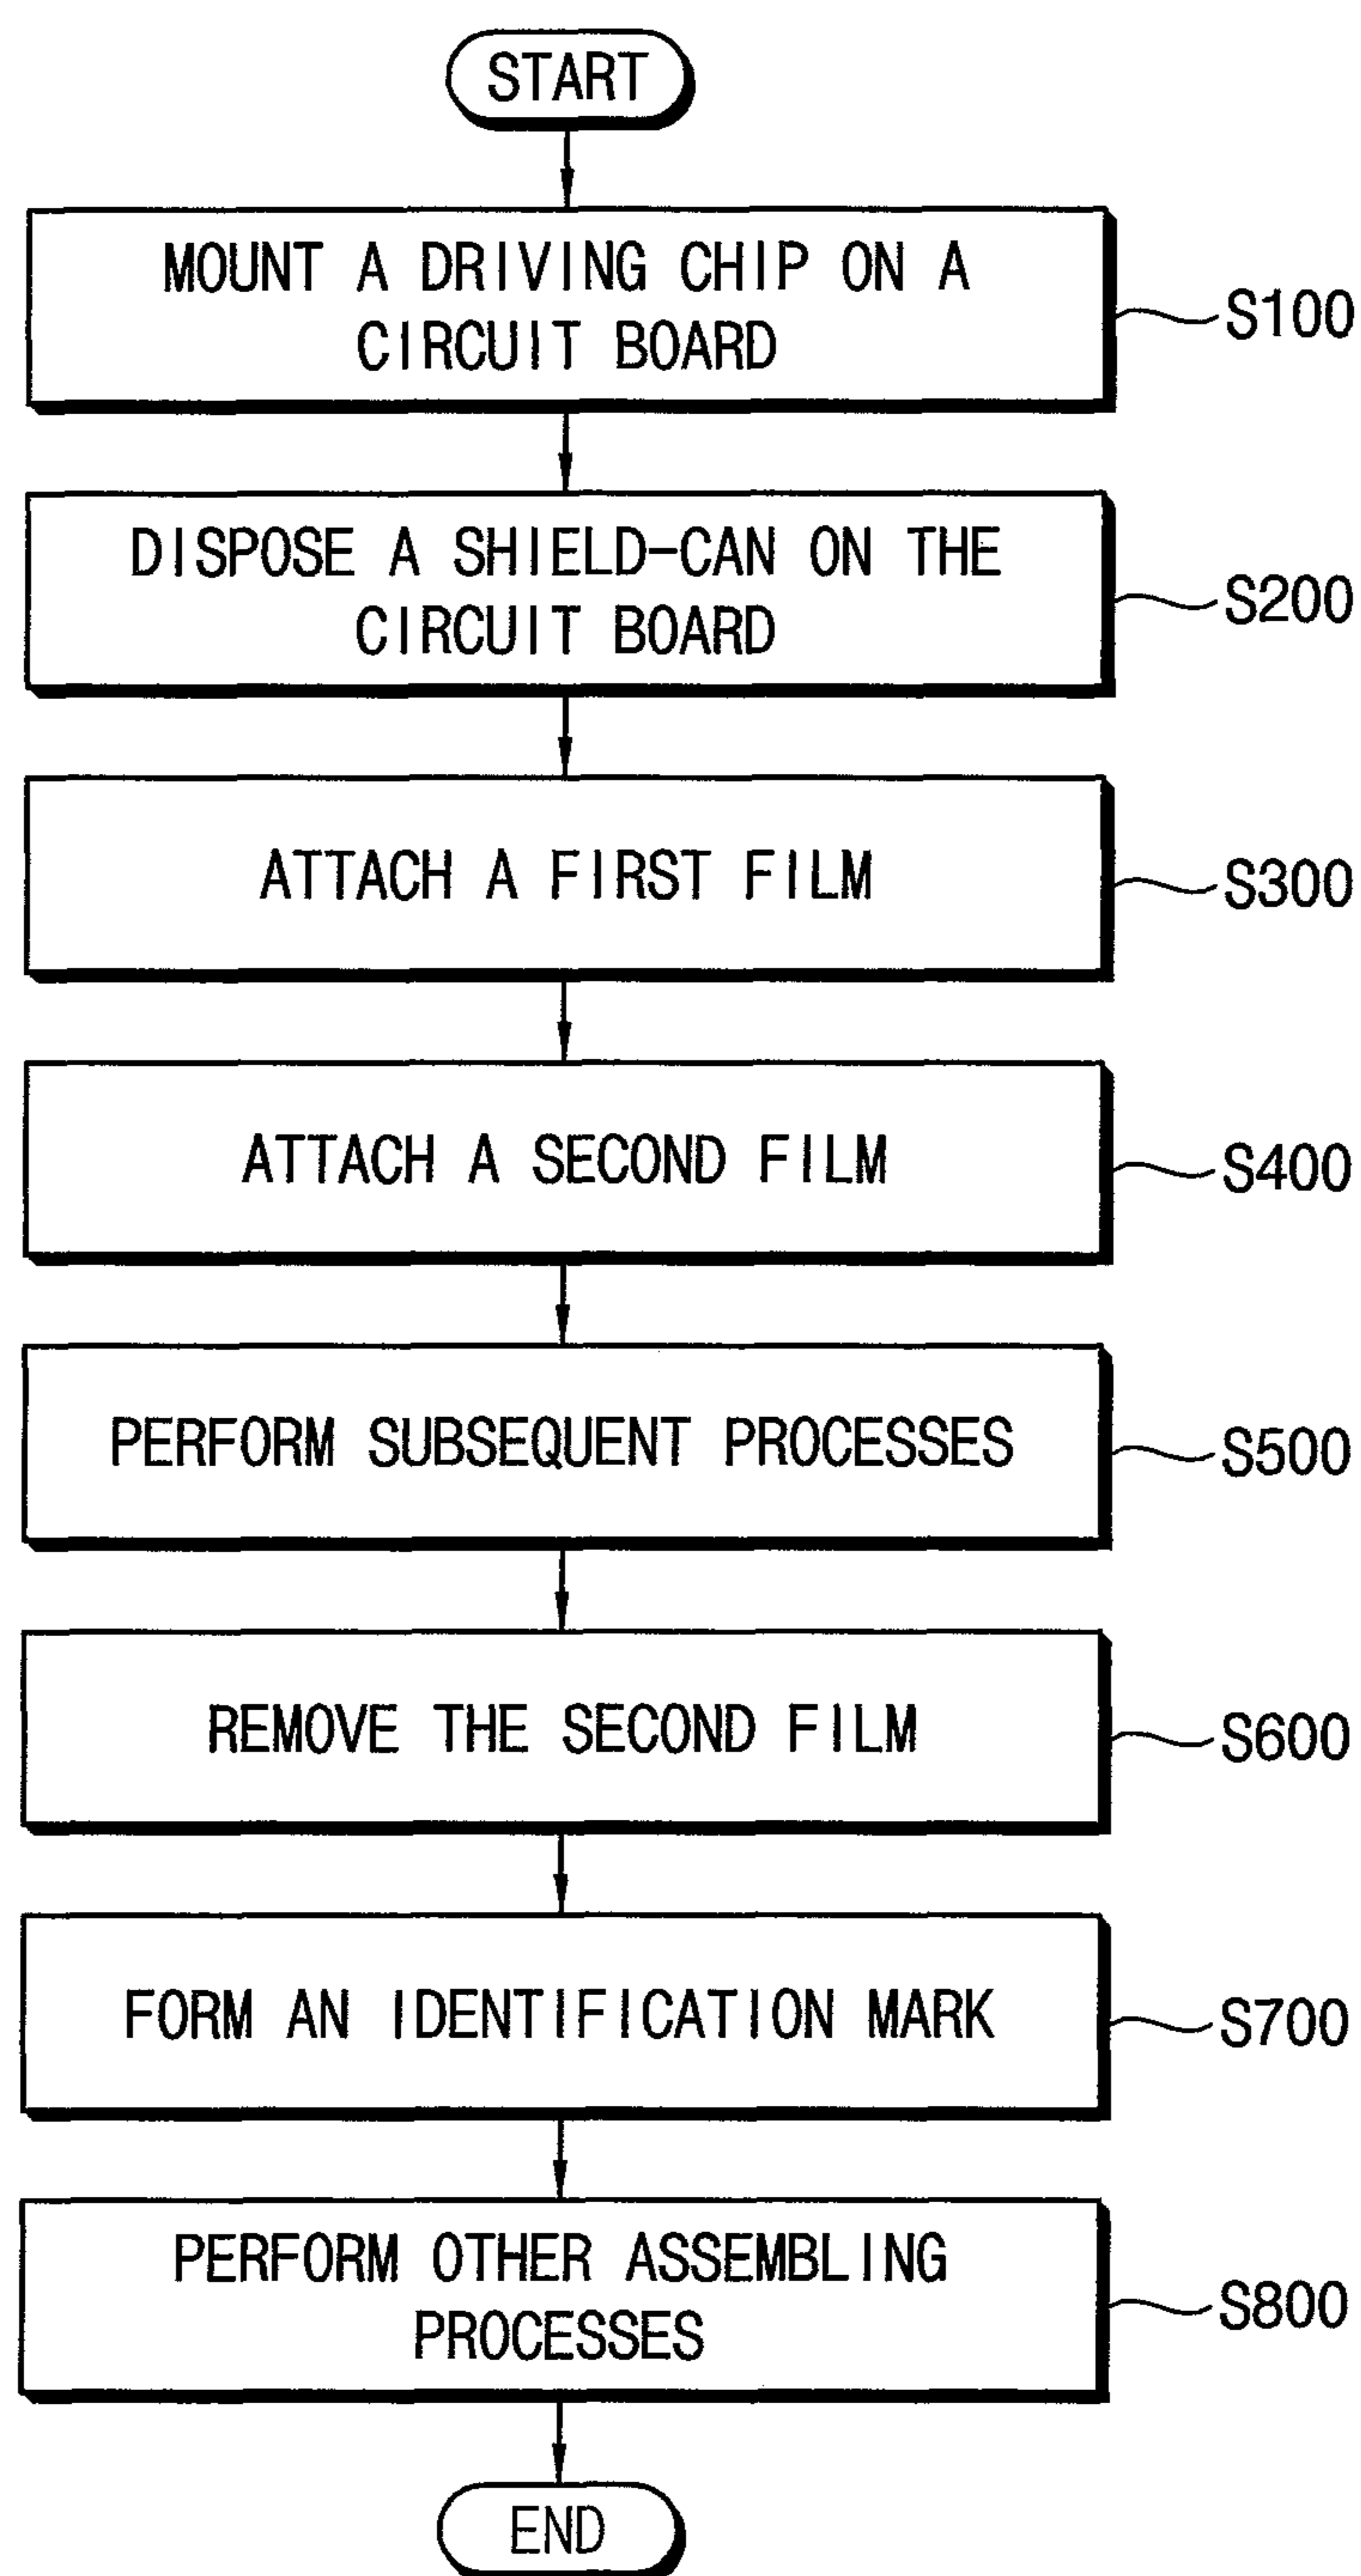 START
MOUNT A DRIVING CHIP ON A
CIRCUIT BOARD
S100
DISPOSE A SHIELD-CAN ON THE
CIRCUIT BOARD
S200
ATTACH A FIRST FILM
S300
ATTACH A SECOND FILM
S400
PERFORM SUBSEQUENT PROCESSES
S500
REMOVE THE SECOND FILM
S600
FORM AN IDENTIFICATION MARK
S700
PERFORM OTHER ASSEMBLING
PROCESSES
S800
END